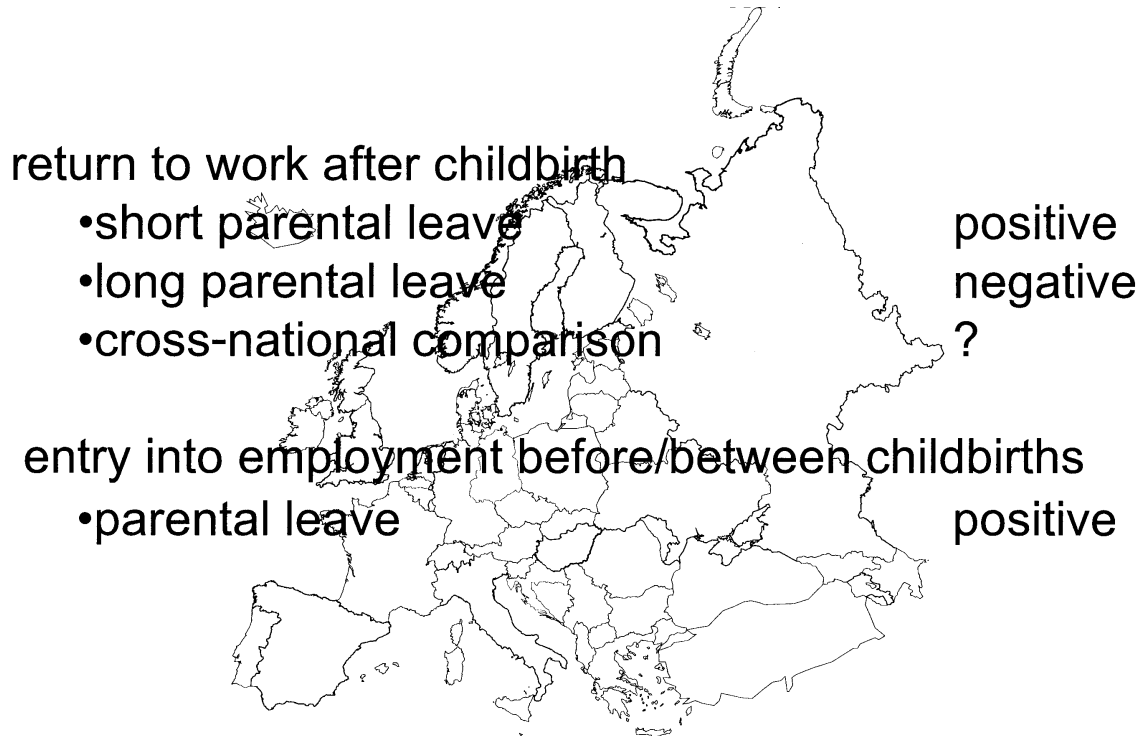 return to work after childbirth
•short parental leave positive
•long parental leave negative
•cross-national comparison ?
entry into employment before/between childbirths
•parental leave positive